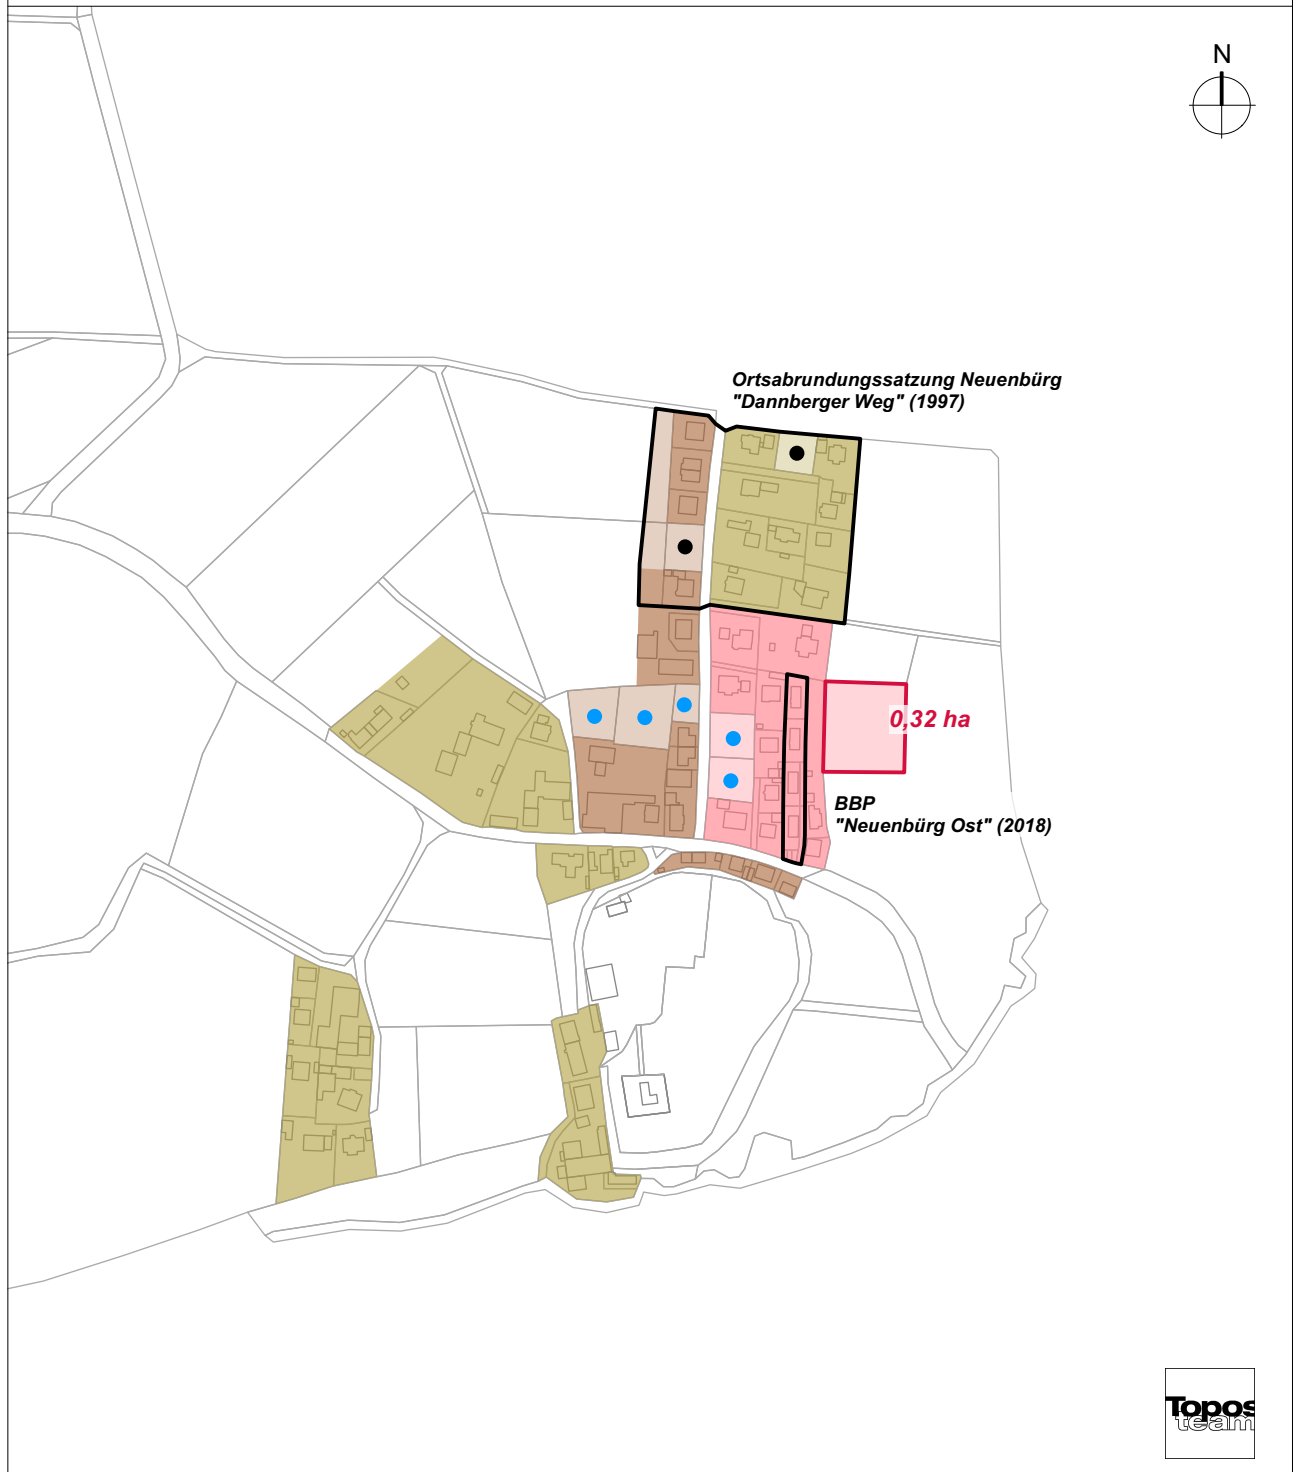 N
Ortsabrundungssatzung Neuenbürg
"Dannberger Weg" (1997)
0,32 ha
BBP
"Neuenbürg Ost" (2018)
Topos
team